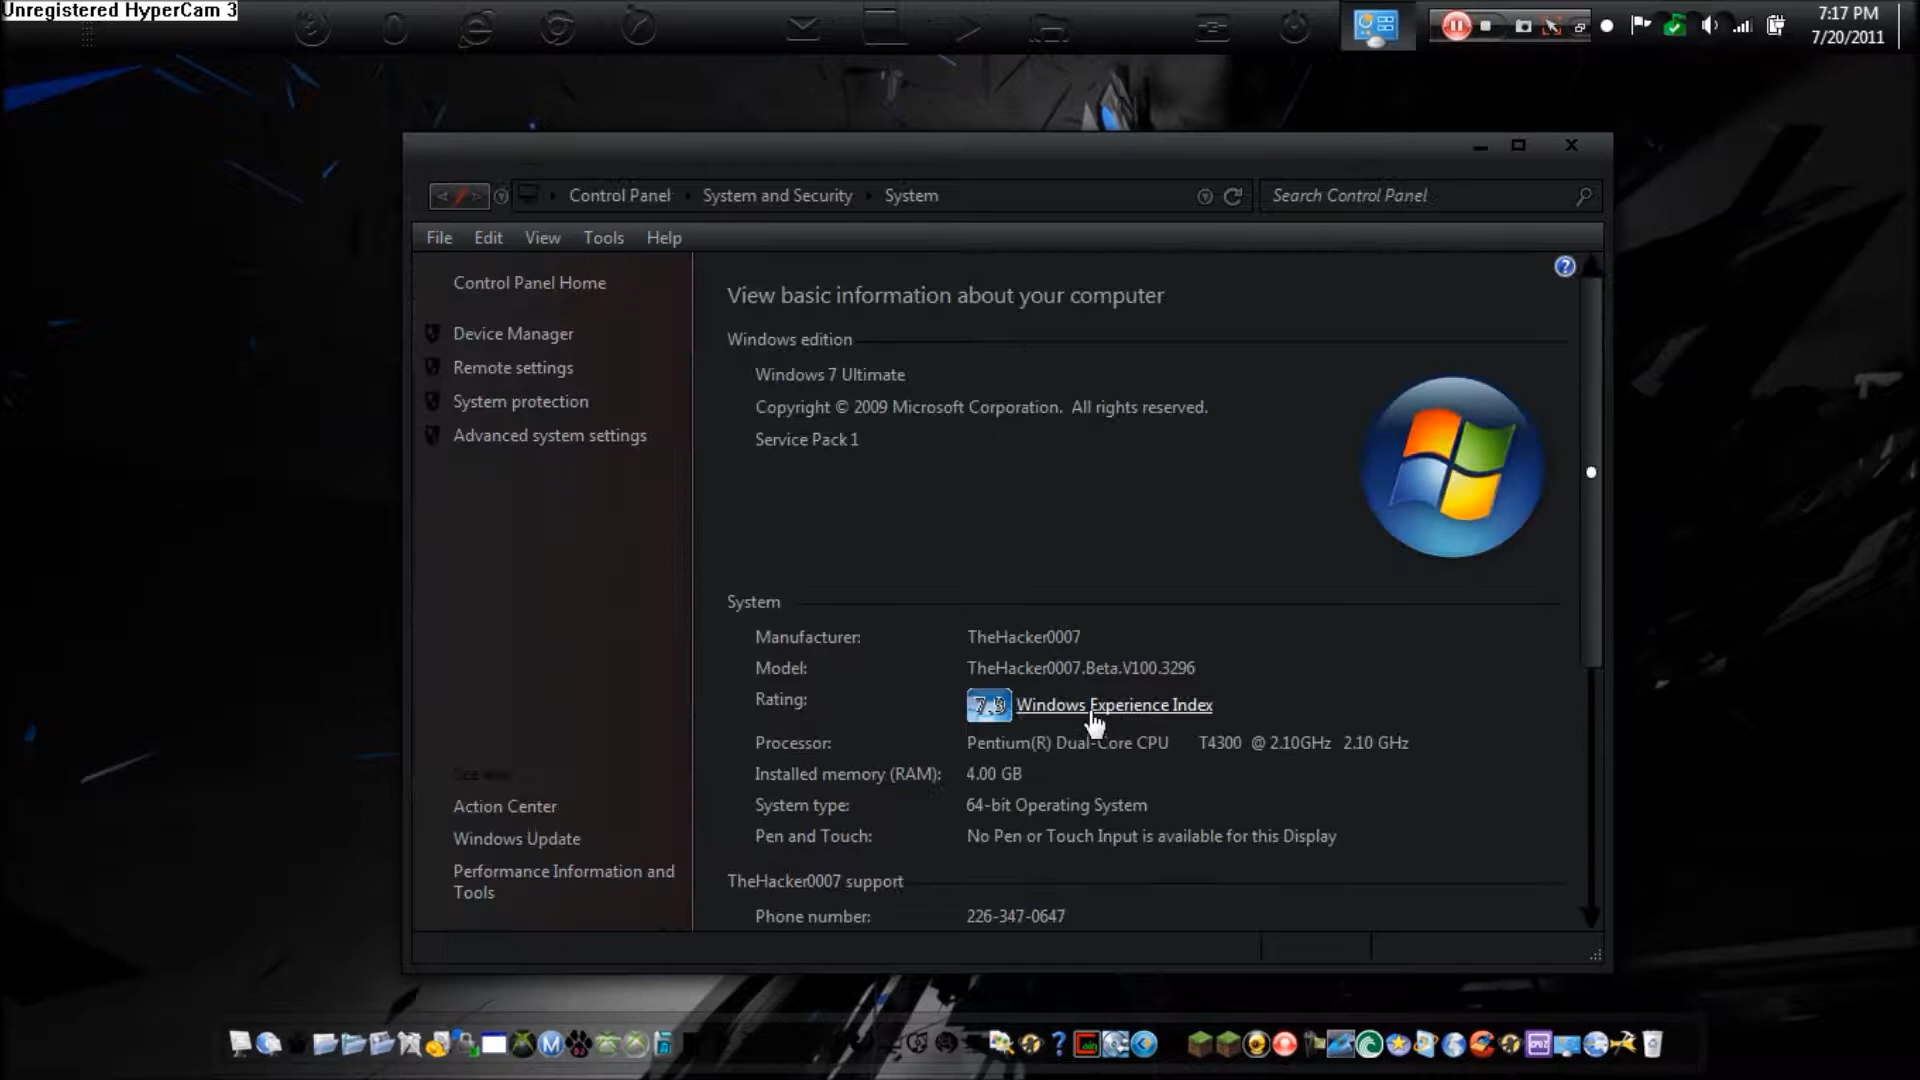 Unregistered HyperCam 3
7:17 PM
7/20/2011
Control Panel
System and Security
System
Search Control Panel
File Edit View Tools Help
Control Panel Home
Device Manager
Remote settings
System protection
Advanced system settings
See also
Action Center
Windows Update
Performance Information and
Tools
View basic information about your computer
Windows edition
Windows 7 Ultimate
Copyright © 2009 Microsoft Corporation. All rights reserved.
Service Pack 1
System
Manufacturer: TheHacker0007
Model: TheHacker0007.Beta.V100.3296
Rating: 7.9 Windows Experience Index
Processor: Pentium(R) Dual-Core CPU T4300 @ 2.10GHz 2.10 GHz
Installed memory (RAM): 4.00 GB
System type: 64-bit Operating System
Pen and Touch: No Pen or Touch Input is available for this Display
TheHacker0007 support
Phone number: 226-347-0647